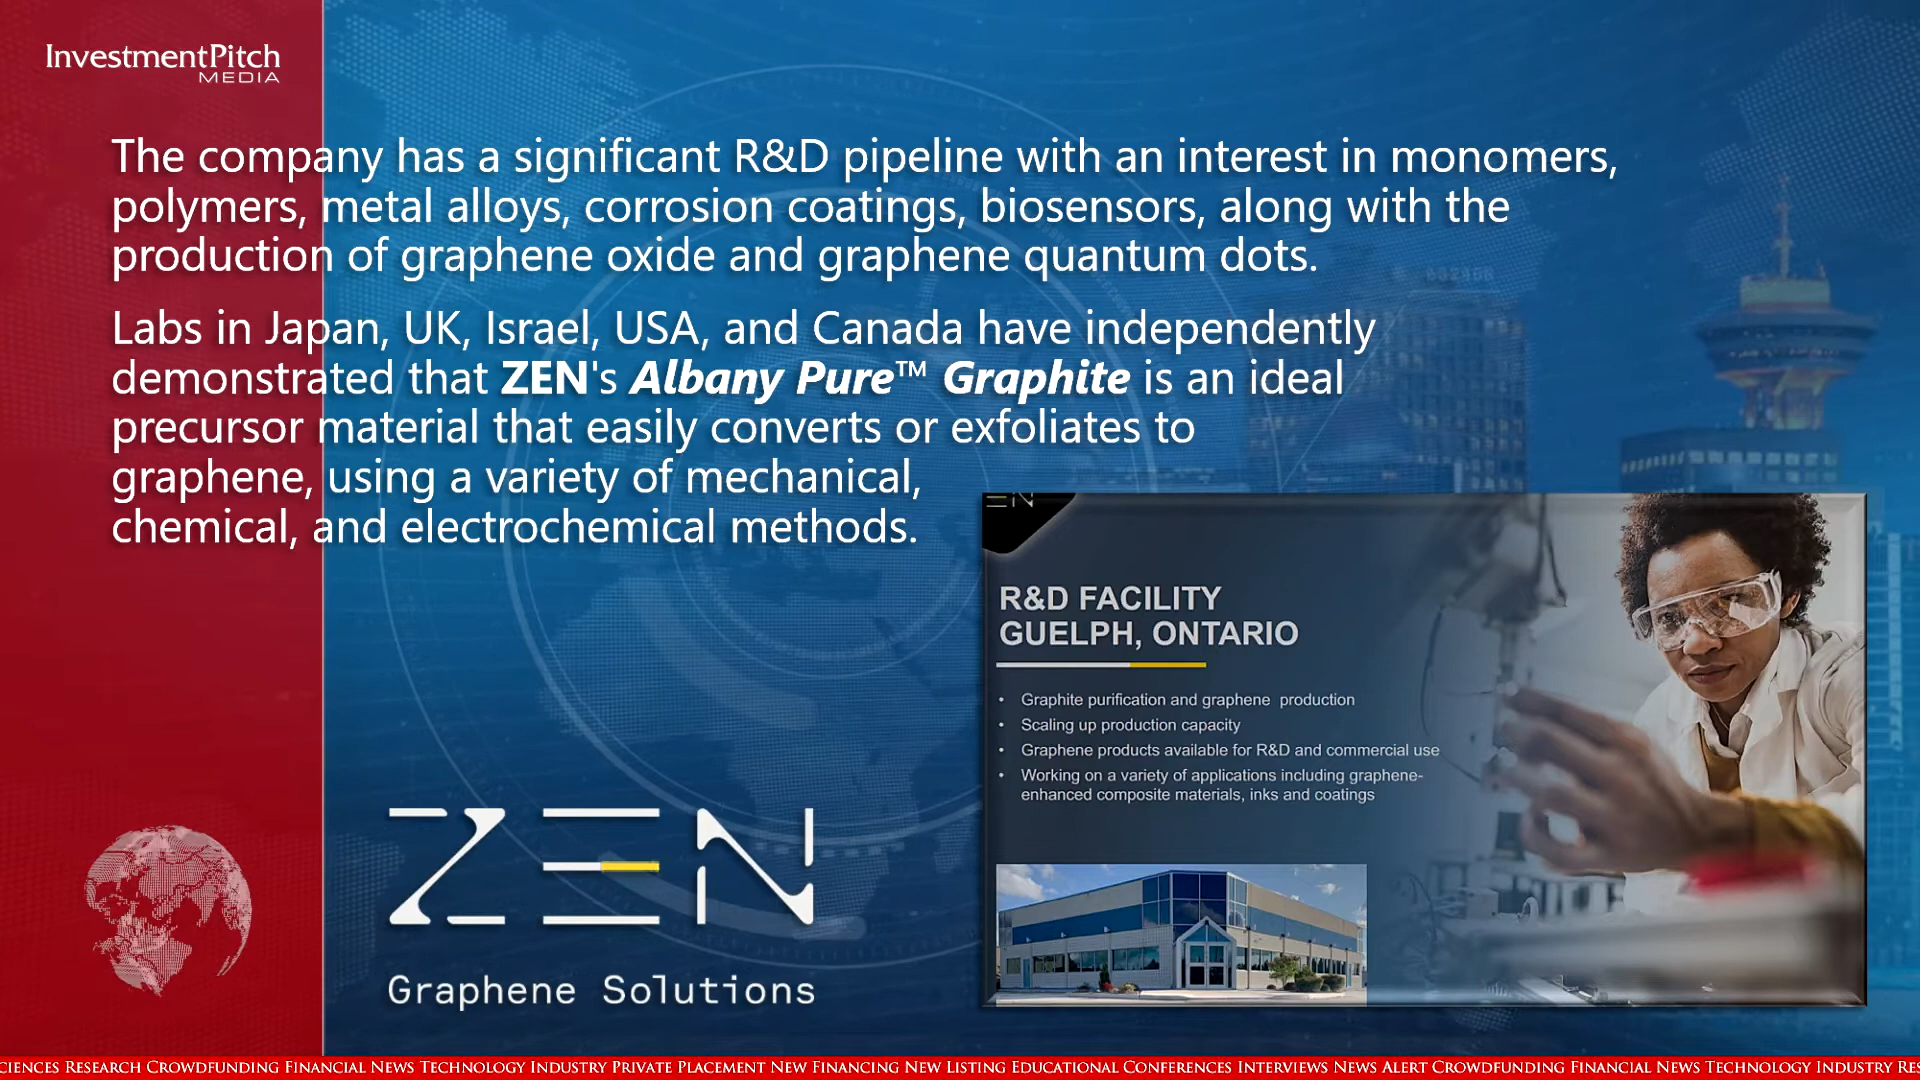 InvestmentPitch
MEDIA
The company has a significant R&D pipeline with an interest in monomers,
polymers, metal alloys, corrosion coatings, biosensors, along with the
production of graphene oxide and graphene quantum dots.
Labs in Japan, UK, Israel, USA, and Canada have independently
demonstrated that ZEN's Albany Pure™ Graphite is an ideal
precursor material that easily converts or exfoliates to
graphene, using a variety of mechanical,
chemical, and electrochemical methods.
R&D FACILITY
GUELPH, ONTARIO
• Graphite purification and graphene production
• Scaling up production capacity
• Graphene products available for R&D and commercial use
• Working on a variety of applications including graphene-
enhanced composite materials, inks and coatings
ZEN
Graphene Solutions
CIENCES RESEARCH CROWDFUNDING FINANCIAL NEWS TECHNOLOGY INDUSTRY PRIVATE PLACEMENT NEW FINANCING NEW LISTING EDUCATIONAL CONFERENCES INTERVIEWS NEWS ALERT CROWDFUNDING FINANCIAL NEWS TECHNOLOGY INDUSTRY RES